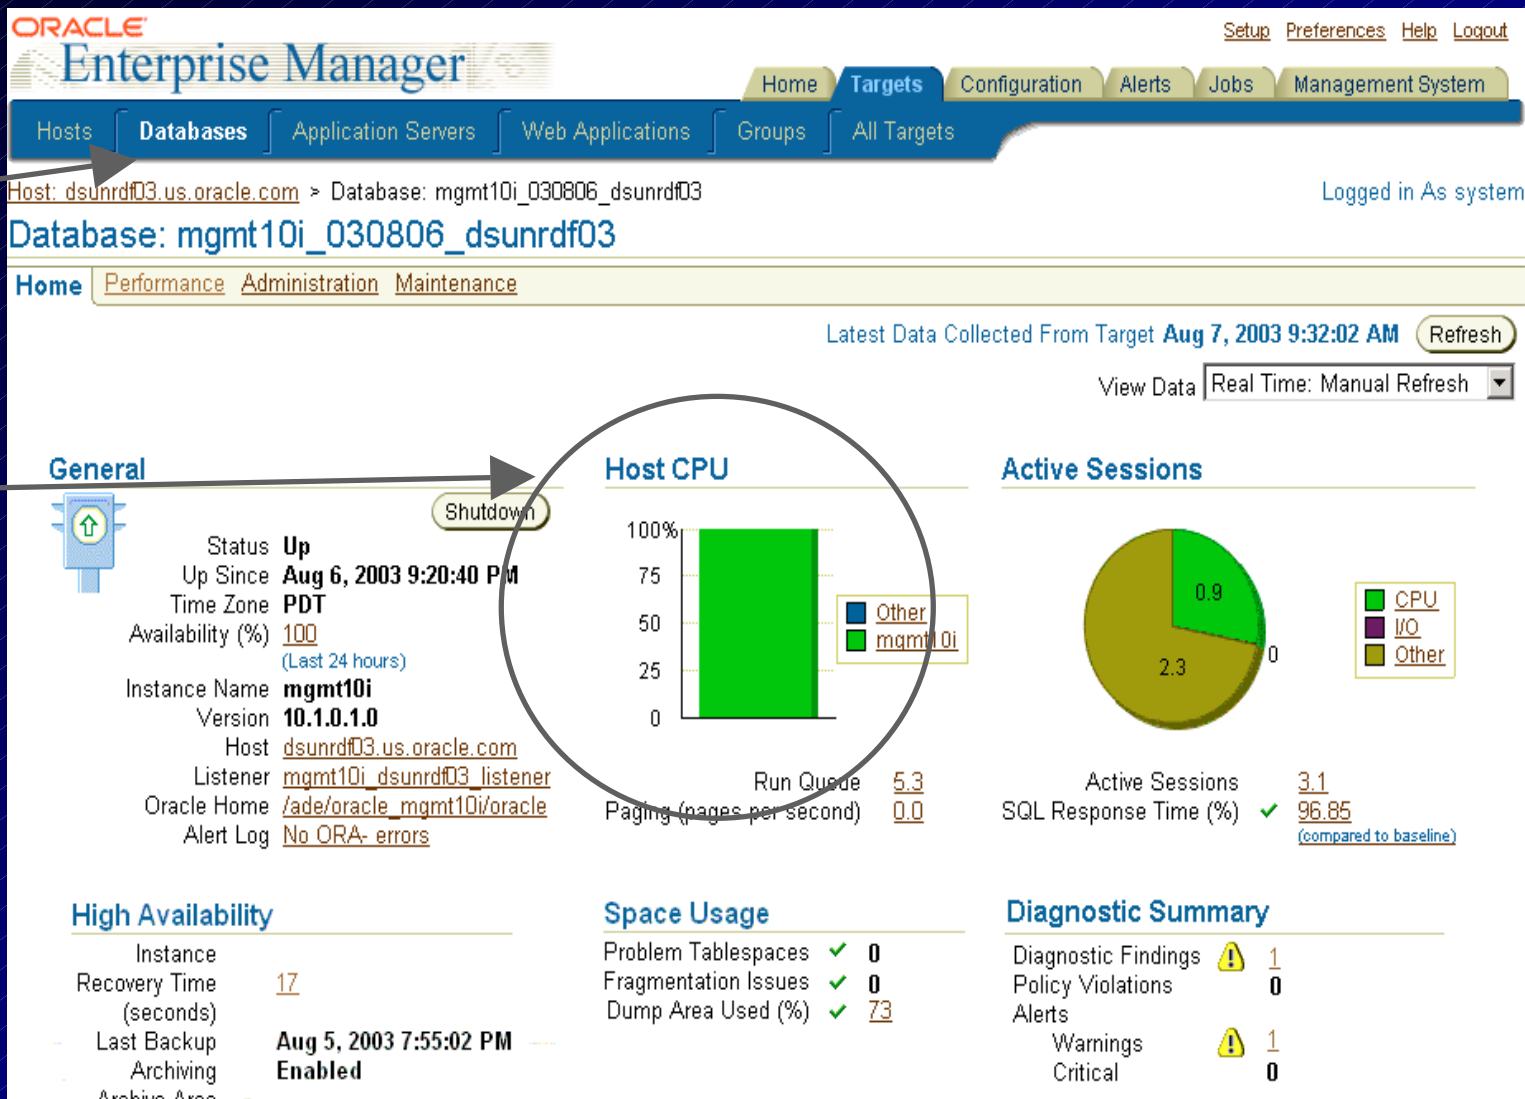 ORACLE
Enterprise Manager
Setup Preferences Help Logout
Home Targets Configuration Alerts Jobs Management System
Hosts Databases Application Servers Web Applications Groups All Targets
Host: dsunrdf03.us.oracle.com > Database: mgmt10i_030806_dsunrdf03
Logged in As system
Database: mgmt10i_030806_dsunrdf03
Home Performance Administration Maintenance
Latest Data Collected From Target Aug 7, 2003 9:32:02 AM Refresh
View Data Real Time: Manual Refresh
General
Shutdown
Status Up
Up Since Aug 6, 2003 9:20:40 PM
Time Zone PDT
Availability (%) 100
(Last 24 hours)
Instance Name mgmt10i
Version 10.1.0.1.0
Host dsunrdf03.us.oracle.com
Listener mgmt10i_dsunrdf03_listener
Oracle Home /ade/oracle_mgmt10i/oracle
Alert Log No ORA- errors
Host CPU
100%
75
50
25
0
Other
mgmt10i
Run Queue 5.3
Paging (pages per second) 0.0
Active Sessions
0.9
0
2.3
CPU
I/O
Other
Active Sessions 3.1
SQL Response Time (%) 96.85
(compared to baseline)
High Availability
Instance
Recovery Time 17
(seconds)
Last Backup Aug 5, 2003 7:55:02 PM
Archiving Enabled
Archive Area
Space Usage
Problem Tablespaces 0
Fragmentation Issues 0
Dump Area Used (%) 73
Diagnostic Summary
Diagnostic Findings 1
Policy Violations 0
Alerts
Warnings 1
Critical 0